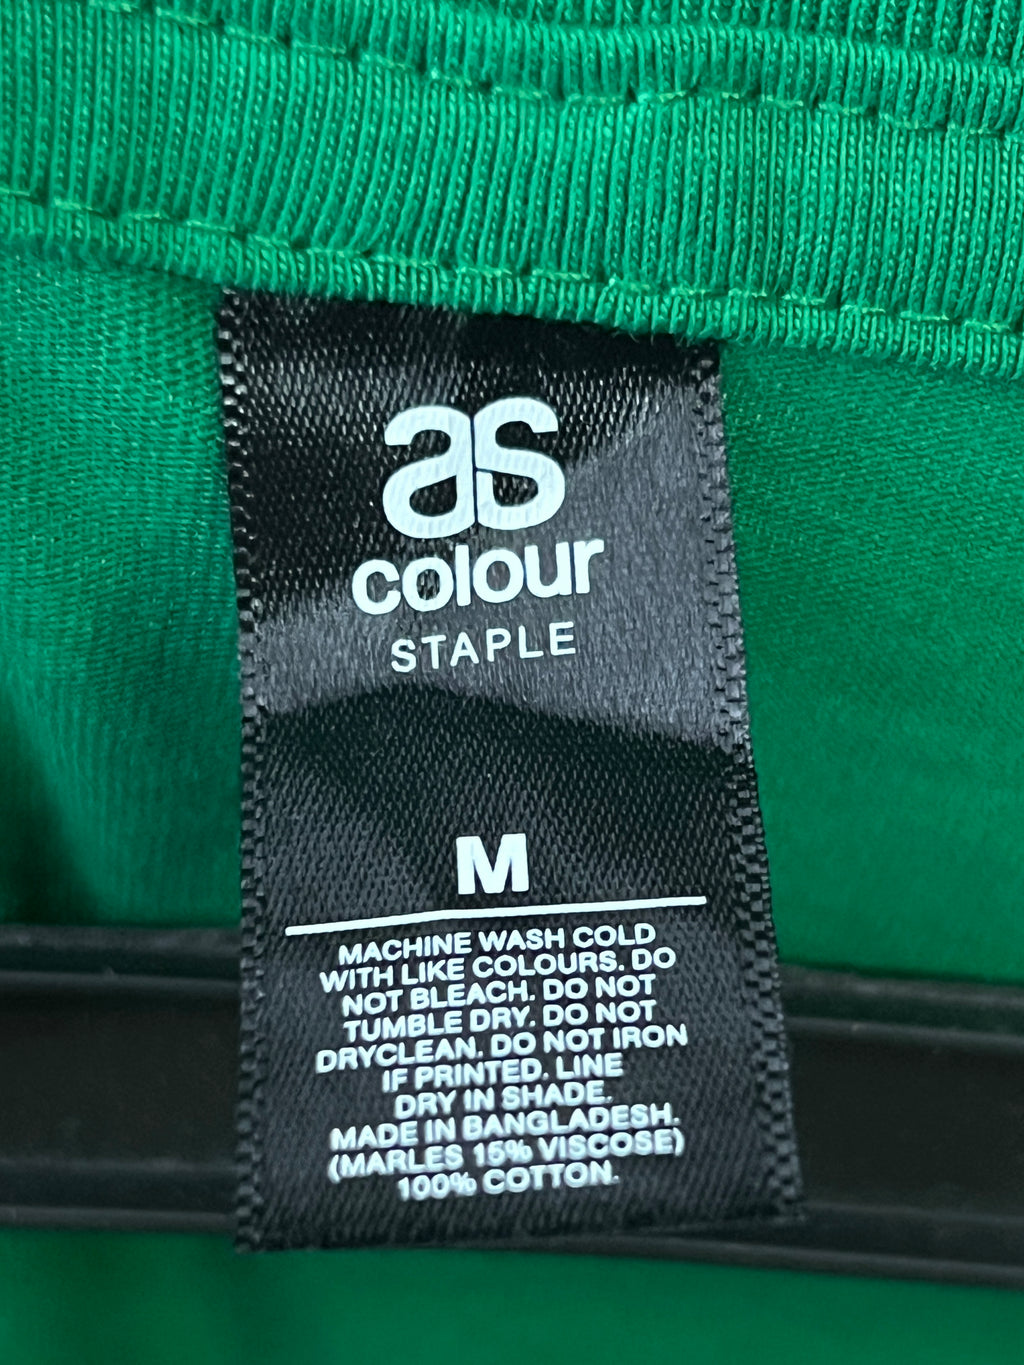 as
colour
STAPLE
M
MACHINE WASH COLD
WITH LIKE COLOURS. DO
NOT BLEACH. DO NOT
TUMBLE DRY. DO NOT
DRYCLEAN. DO NOT IRON
IF PRINTED. LINE
DRY IN SHADE.
MADE IN BANGLADESH.
(MARLES 15% VISCOSE)
100% COTTON.